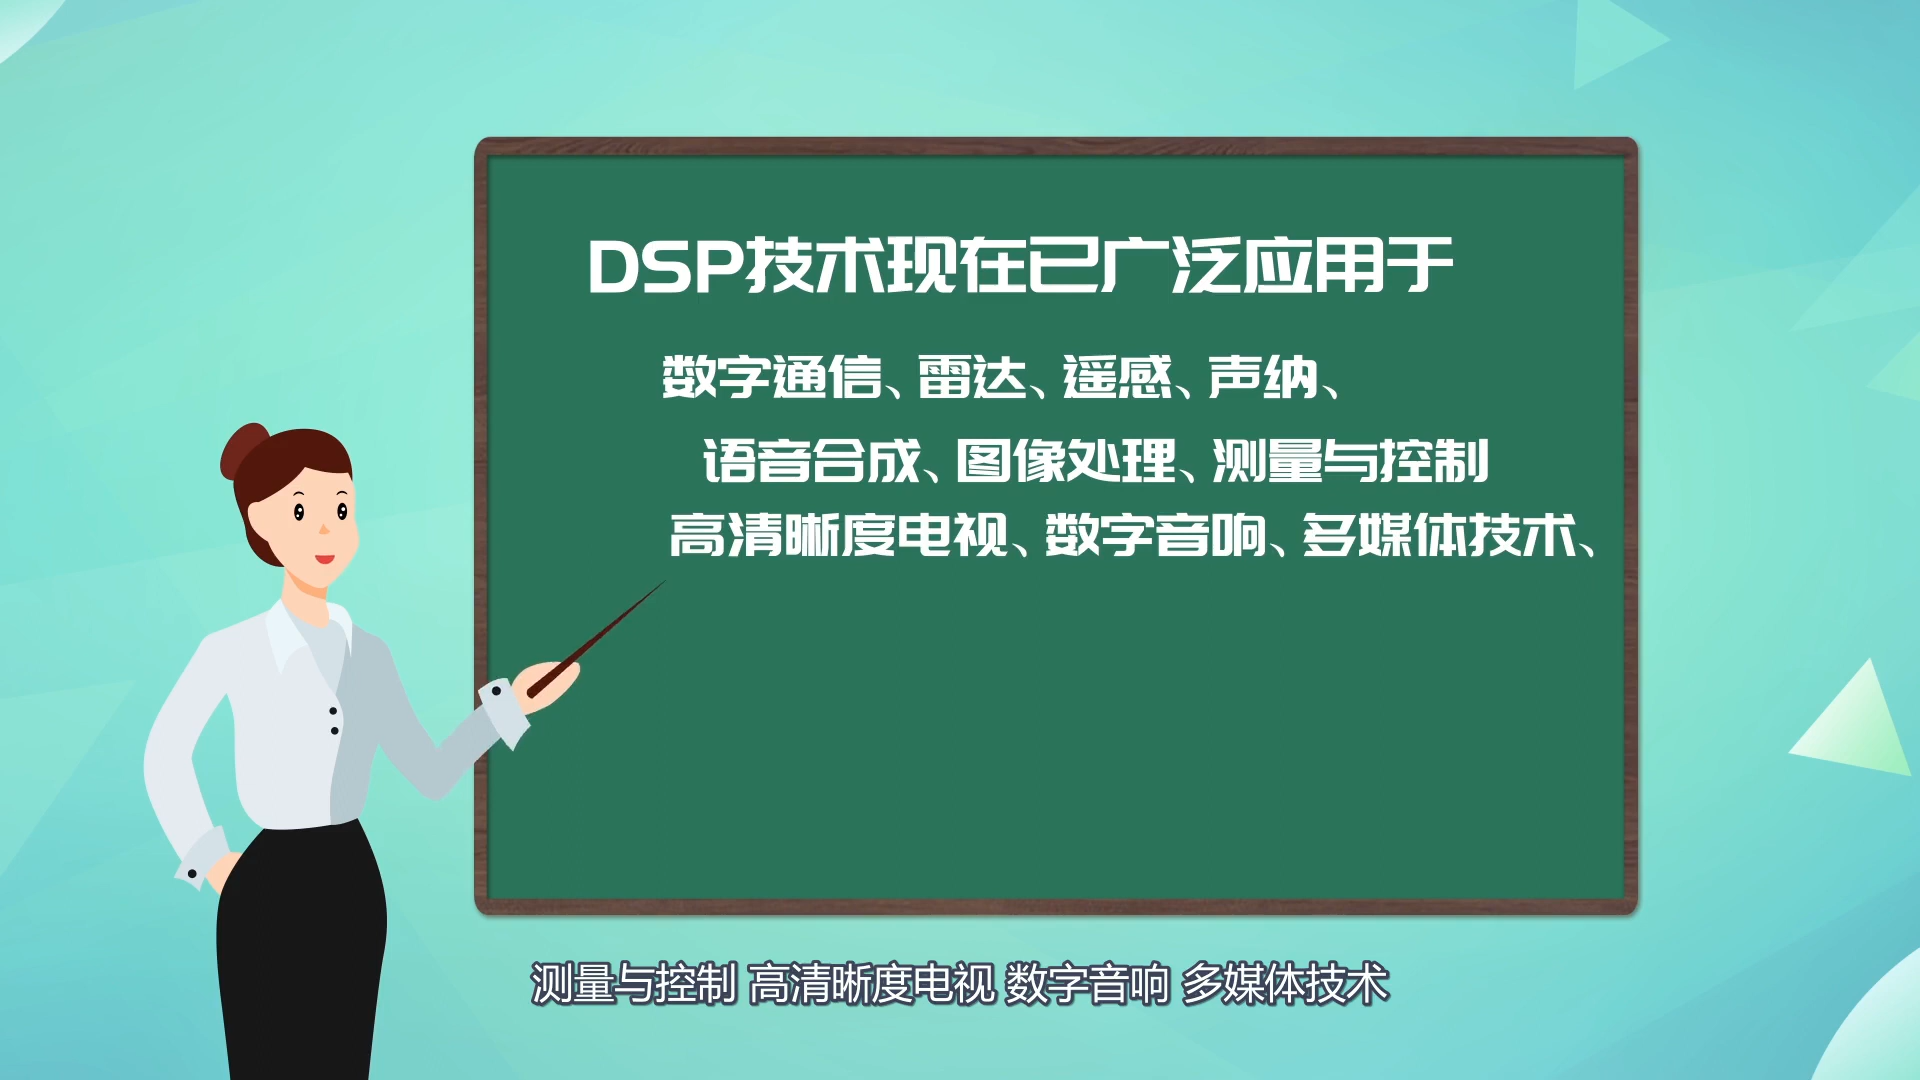 DSP技术现在已广泛应用于
数字通信、雷达、遥感、声纳、
语音合成、图像处理、测量与控制
高清晰度电视、数字音响、多媒体技术、
测量与控制 高清晰度电视 数字音响 多媒体技术